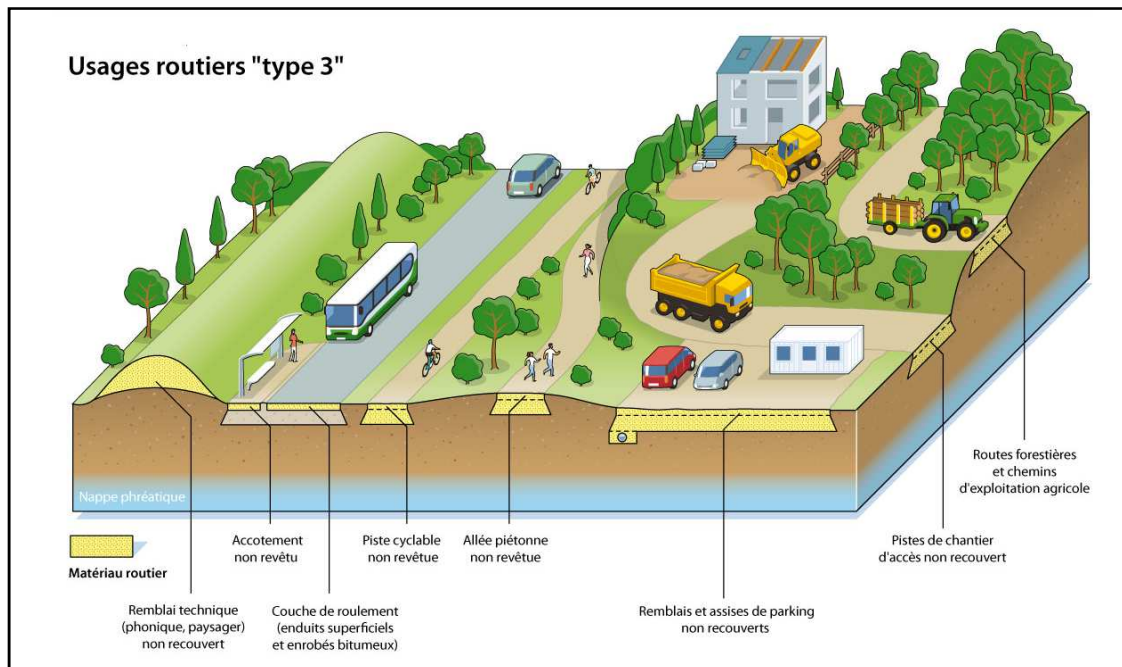 Usages routiers "type 3"
Nappe phréatique
Matériau routier
Remblai technique
(phonique, paysager)
non recouvert
Accotement
non revêtu
Couche de roulement
(enduits superficiels
et enrobés bitumeux)
Piste cyclable
non revêtue
Allée piétonne
non revêtue
Remblais et assises de parking
non recouverts
Pistes de chantier
d'accès non recouvert
Routes forestières
et chemins
d'exploitation agricole